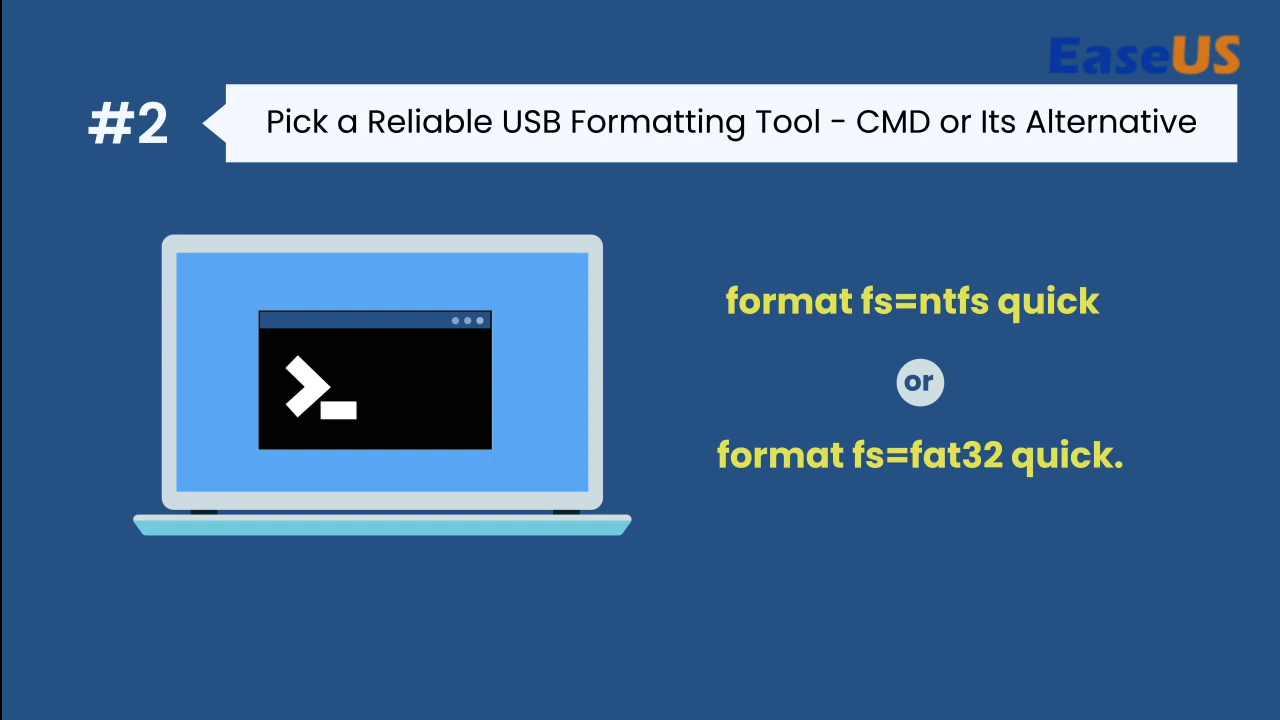 EaseUS
#2
Pick a Reliable USB Formatting Tool - CMD or Its Alternative
format fs=ntfs quick
or
format fs=fat32 quick.